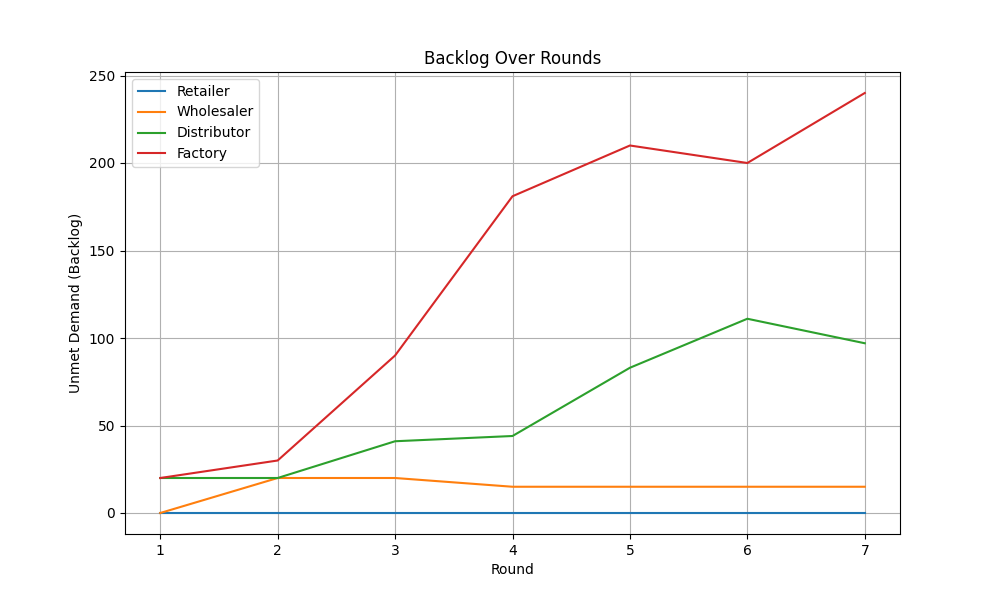 Backlog Over Rounds
Retailer
Wholesaler
Distributor
Factory
Unmet Demand (Backlog)
250
200
150
100
50
0
1 2 3 4 5 6 7
Round